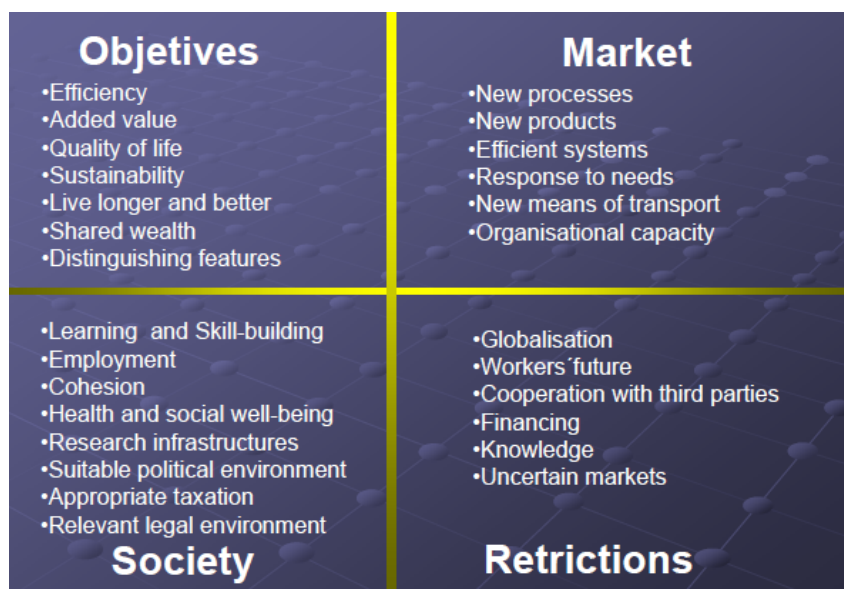 Objetives
•Efficiency
•Added value
•Quality of life
•Sustainability
•Live longer and better
•Shared wealth
•Distinguishing features
Market
•New processes
•New products
•Efficient systems
•Response to needs
•New means of transport
•Organisational capacity
•Learning  and Skill-building
•Employment
•Cohesion
•Health and social well-being
•Research infrastructures
•Suitable political environment
•Appropriate taxation
•Relevant legal environment
Society
•Globalisation
•Workers´future
•Cooperation with third parties
•Financing
•Knowledge
•Uncertain markets
Retrictions